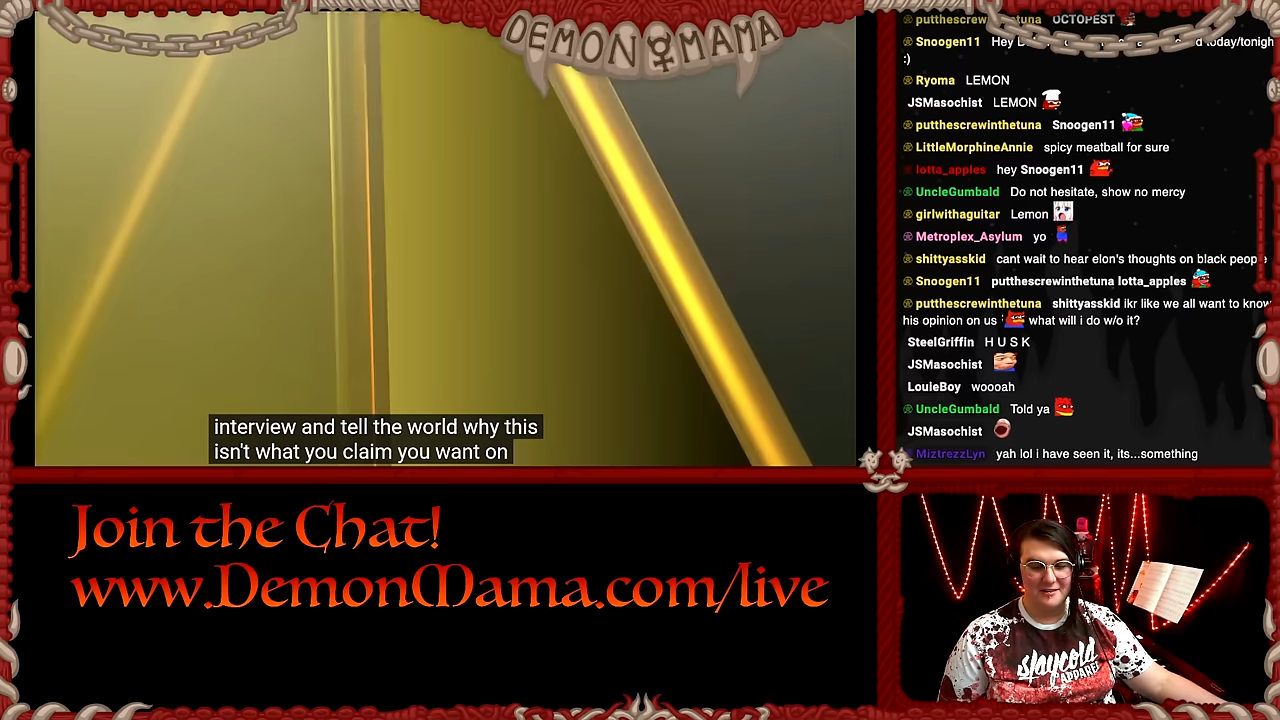 DEMON MAMA
putthescrewinthetuna OCTOPEST
Snoogen11 Hey
today/tonigh
:)
Ryoma LEMON
JSMasochist LEMON
putthescrewinthetuna Snoogen11
LittleMorphineAnnie spicy meatball for sure
lotta_apples hey Snoogen11
UncleGumbald Do not hesitate, show no mercy
girlwithaguitar Lemon
Metroplex_Asylum yo
shittyasskid cant wait to hear elon's thoughts on black people
Snoogen11 putthescrewinthetuna lotta_apples
putthescrewinthetuna shittyasskid ikr like we all want to know
his opinion on us what will i do w/o it?
SteelGriffin H U S K
JSMasochist
LouieBoy woooah
UncleGumbald Told ya
JSMasochist
MiztrezzLyn yah lol i have seen it, its...something
interview and tell the world why this
isn't what you claim you want on
Join the Chat!
www.DemonMama.com/live
slaycold
APPAREL